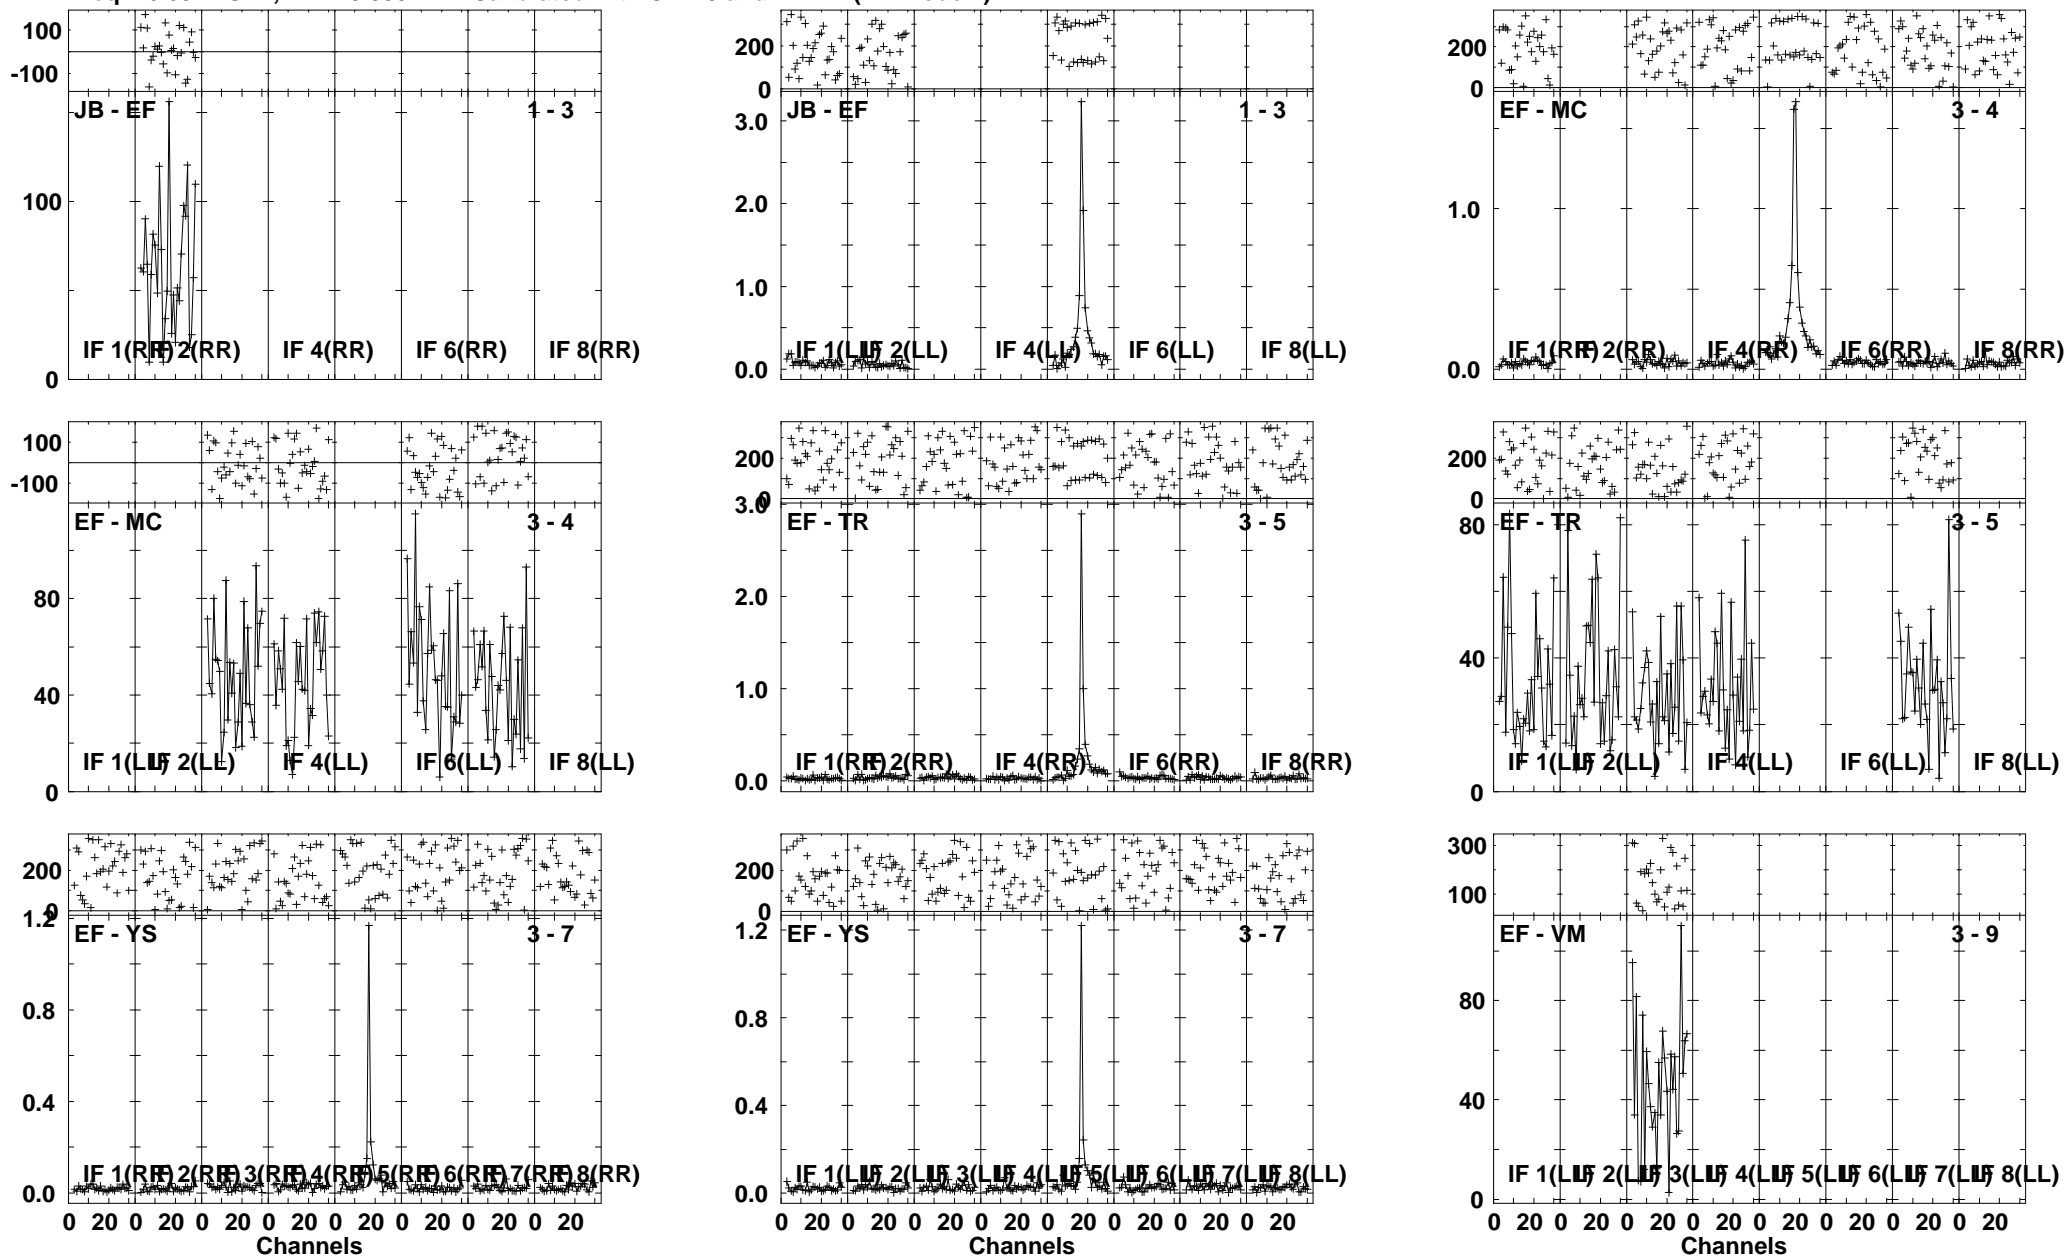 100
-100
JB - EF 1 - 3
100
0
IF 1(RR) IF 2(RR) IF 4(RR) IF 6(RR) IF 8(RR)
200
0
JB - EF 1 - 3
3.0
2.0
1.0
0.0
IF 1(LL) IF 2(LL) IF 4(LL) IF 6(LL) IF 8(LL)
200
0
EF - MC 3 - 4
1.0
0.0
IF 1(RR) IF 2(RR) IF 4(RR) IF 6(RR) IF 8(RR)
100
-100
EF - MC 3 - 4
80
40
0
IF 1(LL) IF 2(LL) IF 4(LL) IF 6(LL) IF 8(LL)
200
0
3.0
EF - TR 3 - 5
2.0
1.0
0.0
IF 1(RR) IF 2(RR) IF 4(RR) IF 6(RR) IF 8(RR)
200
0
EF - TR 3 - 5
80
40
0
IF 1(LL) IF 2(LL) IF 4(LL) IF 6(LL) IF 8(LL)
200
0
1.2
EF - YS 3 - 7
0.8
0.4
0.0
IF 1(RR) IF 2(RR) IF 3(RR) IF 4(RR) IF 5(RR) IF 6(RR) IF 7(RR) IF 8(RR)
0 20 0 20 0 20 0 20 0 20 0 20 0 20 0 20
Channels
200
0
1.2
EF - YS 3 - 7
0.8
0.4
0.0
IF 1(LL) IF 2(LL) IF 3(LL) IF 4(LL) IF 5(LL) IF 6(LL) IF 7(LL) IF 8(LL)
0 20 0 20 0 20 0 20 0 20 0 20 0 20 0 20
Channels
300
100
EF - VM 3 - 9
80
40
0
IF 1(LL) IF 2(LL) IF 3(LL) IF 4(LL) IF 5(LL) IF 6(LL) IF 7(LL) IF 8(LL)
0 20 0 20 0 20 0 20 0 20 0 20 0 20 0 20
Channels